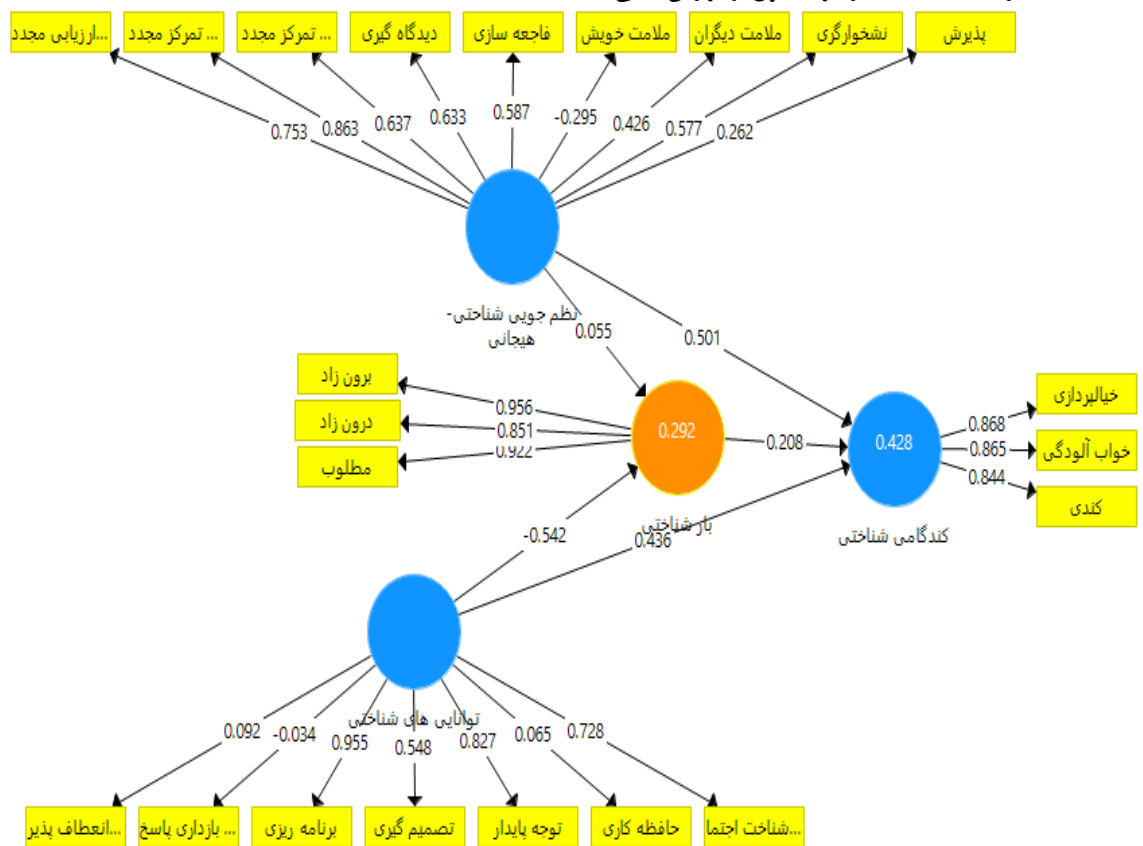 ارزیابی مجدد...
تمرکز مجدد ...
تمرکز مجدد ...
دیدگاه گیری
فاجعه سازی
ملامت خویش
ملامت دیگران
نشخوارگری
پذیرش
0.753
0.863
0.637
0.633
0.587
-0.295
0.426
0.577
0.262
نظم جویی شناختی-
هیجانی
0.055
0.501
برون زاد
درون زاد
مطلوب
0.956
0.851
0.922
0.292
0.208
0.428
0.868
0.865
0.844
خیالپردازی
خواب آلودگی
کندی
بار شناختی
کندگامی شناختی
-0.542
0.436
توانایی های شناختی
0.092
-0.034
0.955
0.548
0.827
0.065
0.728
انعطاف پذیر...
بازداری پاسخ ...
برنامه ریزی
تصمیم گیری
توجه پایدار
حافظه کاری
شناخت اجتما...